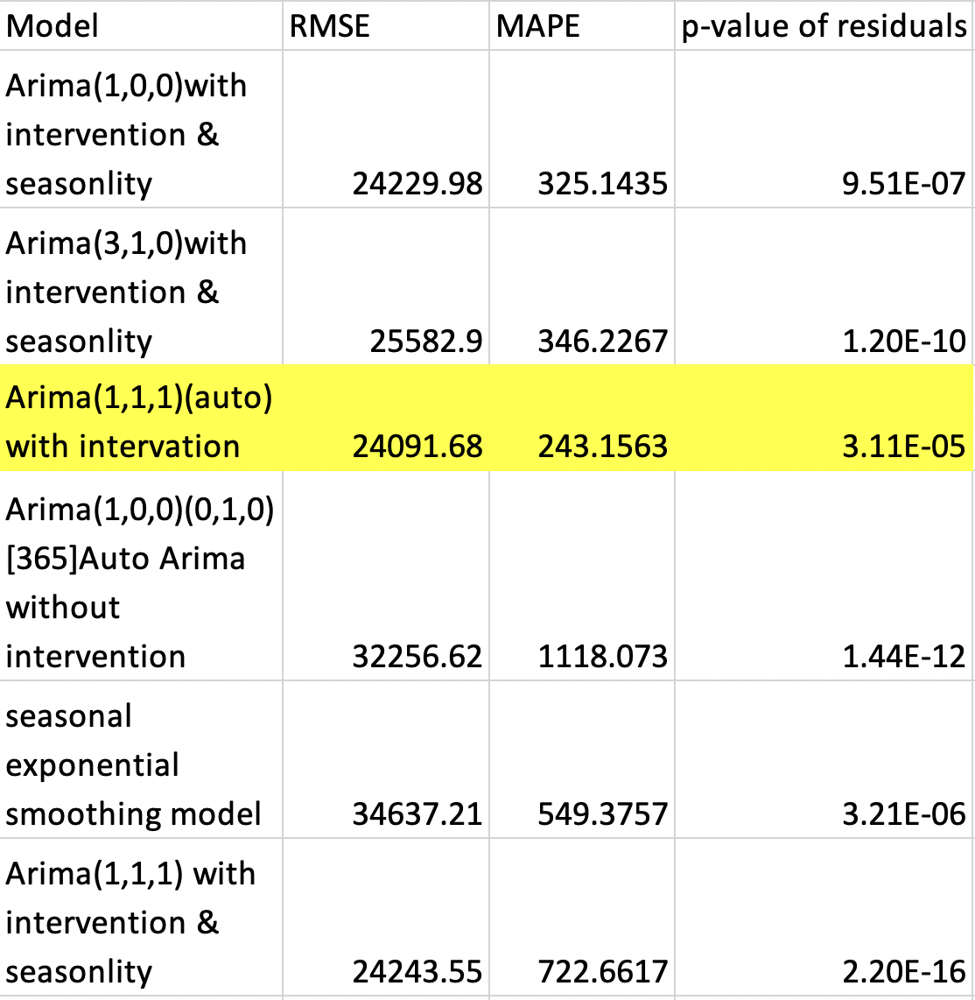 Model RMSE MAPE p-value of residuals
Arima(1,0,0)with
intervention &
seasonlity 24229.98 325.1435 9.51E-07
Arima(3,1,0)with
intervention &
seasonlity 25582.9 346.2267 1.20E-10
Arima(1,1,1)(auto)
with intervation 24091.68 243.1563 3.11E-05
Arima(1,0,0)(0,1,0)
[365]Auto Arima
without
intervention 32256.62 1118.073 1.44E-12
seasonal
exponential
smoothing model 34637.21 549.3757 3.21E-06
Arima(1,1,1) with
intervention &
seasonlity 24243.55 722.6617 2.20E-16